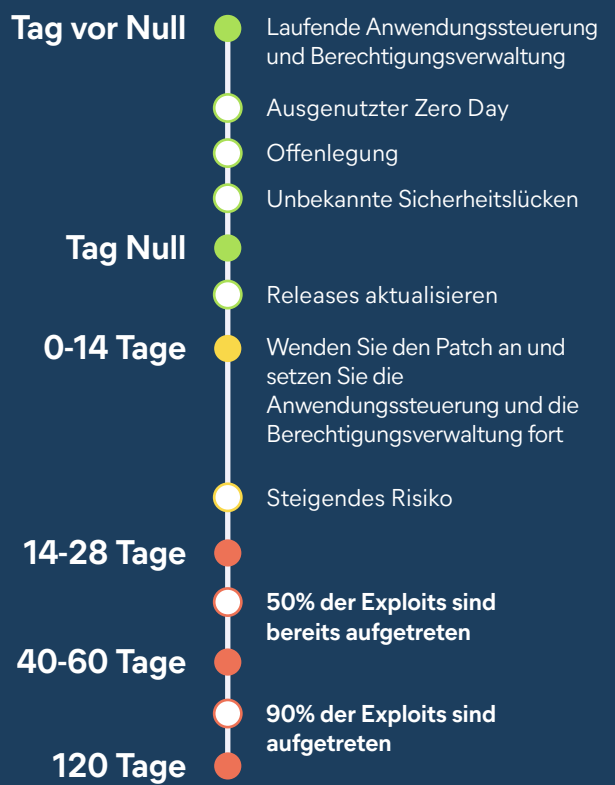 Tag vor Null
Laufende Anwendungssteuerung
und Berechtigungsverwaltung
Ausgenutzter Zero Day
Offenlegung
Unbekannte Sicherheitslücken
Tag Null
Releases aktualisieren
0-14 Tage
Wenden Sie den Patch an und
setzen Sie die
Anwendungssteuerung und die
Berechtigungsverwaltung fort
Steigendes Risiko
14-28 Tage
50% der Exploits sind
bereits aufgetreten
40-60 Tage
90% der Exploits sind
aufgetreten
120 Tage